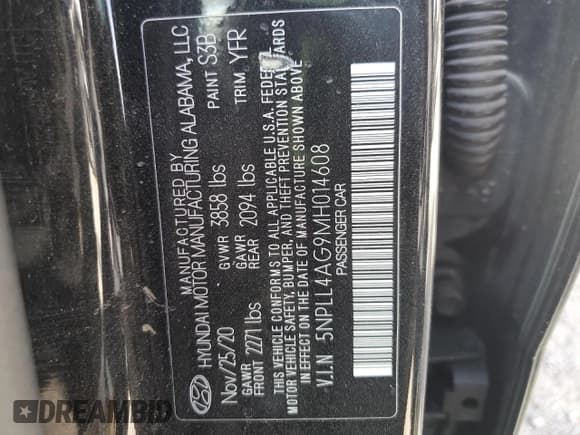 MANUFACTURED BY
HYUNDAI MOTOR MANUFACTURING ALABAMA, LLC
Nov/25/20 GVWR 3858 lbs PAINT S3B
GAWR FRONT 2271 lbs GAWR REAR 2094 lbs TRIM YFR
THIS VEHICLE CONFORMS TO ALL APPLICABLE U.S.A. FEDERAL
VEHICLE SAFETY, BUMPER, AND THEFT PREVENTION STANDARDS
IN EFFECT ON THE DATE OF MANUFACTURE SHOWN ABOVE
V.I.N 5NPLL4AG9MH014608
PASSENGER CAR
DREAMBID